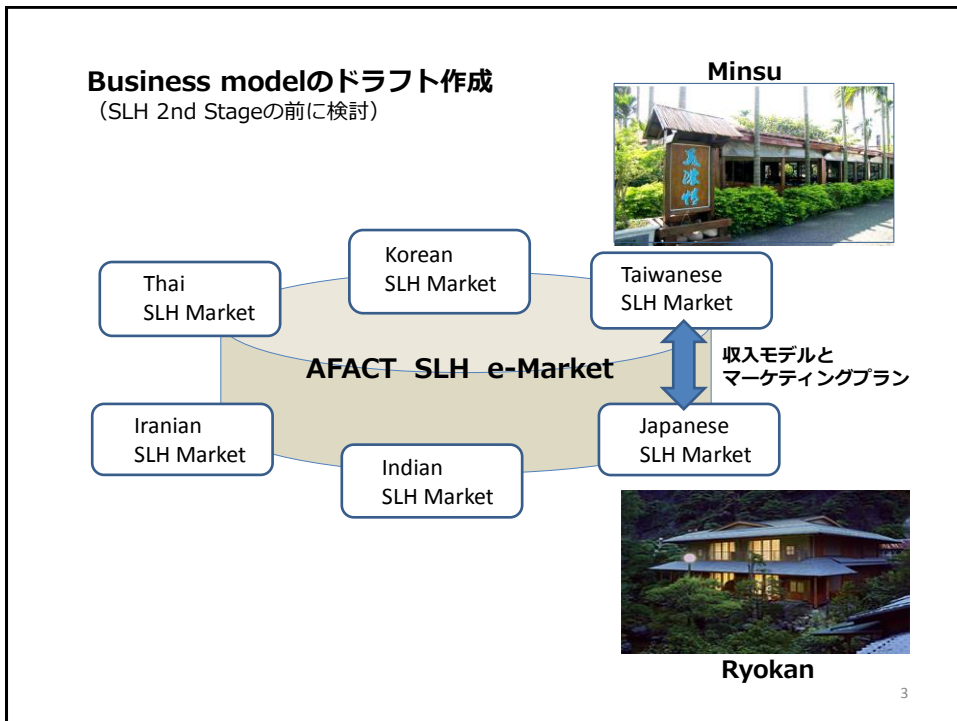 Business modelのドラフト作成
（SLH 2nd Stageの前に検討）
Minsu
Korean
SLH Market
Thai
SLH Market
Taiwanese
SLH Market
AFACT SLH e-Market
収入モデルと
マーケティングプラン
Iranian
SLH Market
Japanese
SLH Market
Indian
SLH Market
Ryokan
3